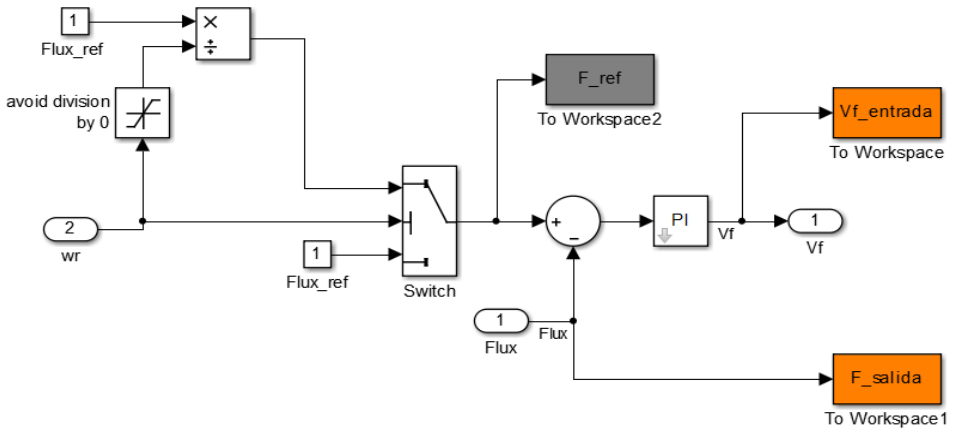 1
×
÷
Flux_ref
avoid division
by 0
F_ref
To Workspace2
Vf_entrada
To Workspace
2
wr
1
Flux_ref
Switch
+
−
PI
Vf
1
Vf
1
Flux
Flux
F_salida
To Workspace1